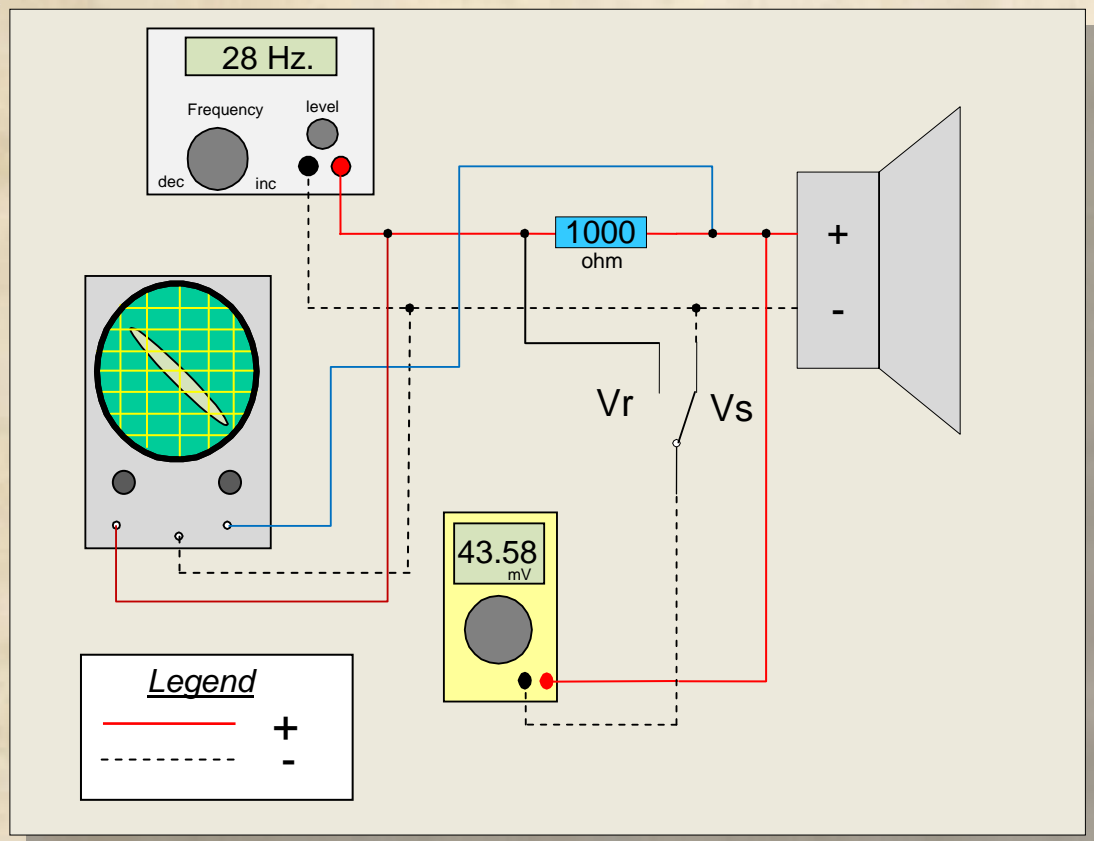 28 Hz.
Frequency level
dec inc
1000
ohm
+
-
Vr Vs
43.58
mV
Legend
+
-